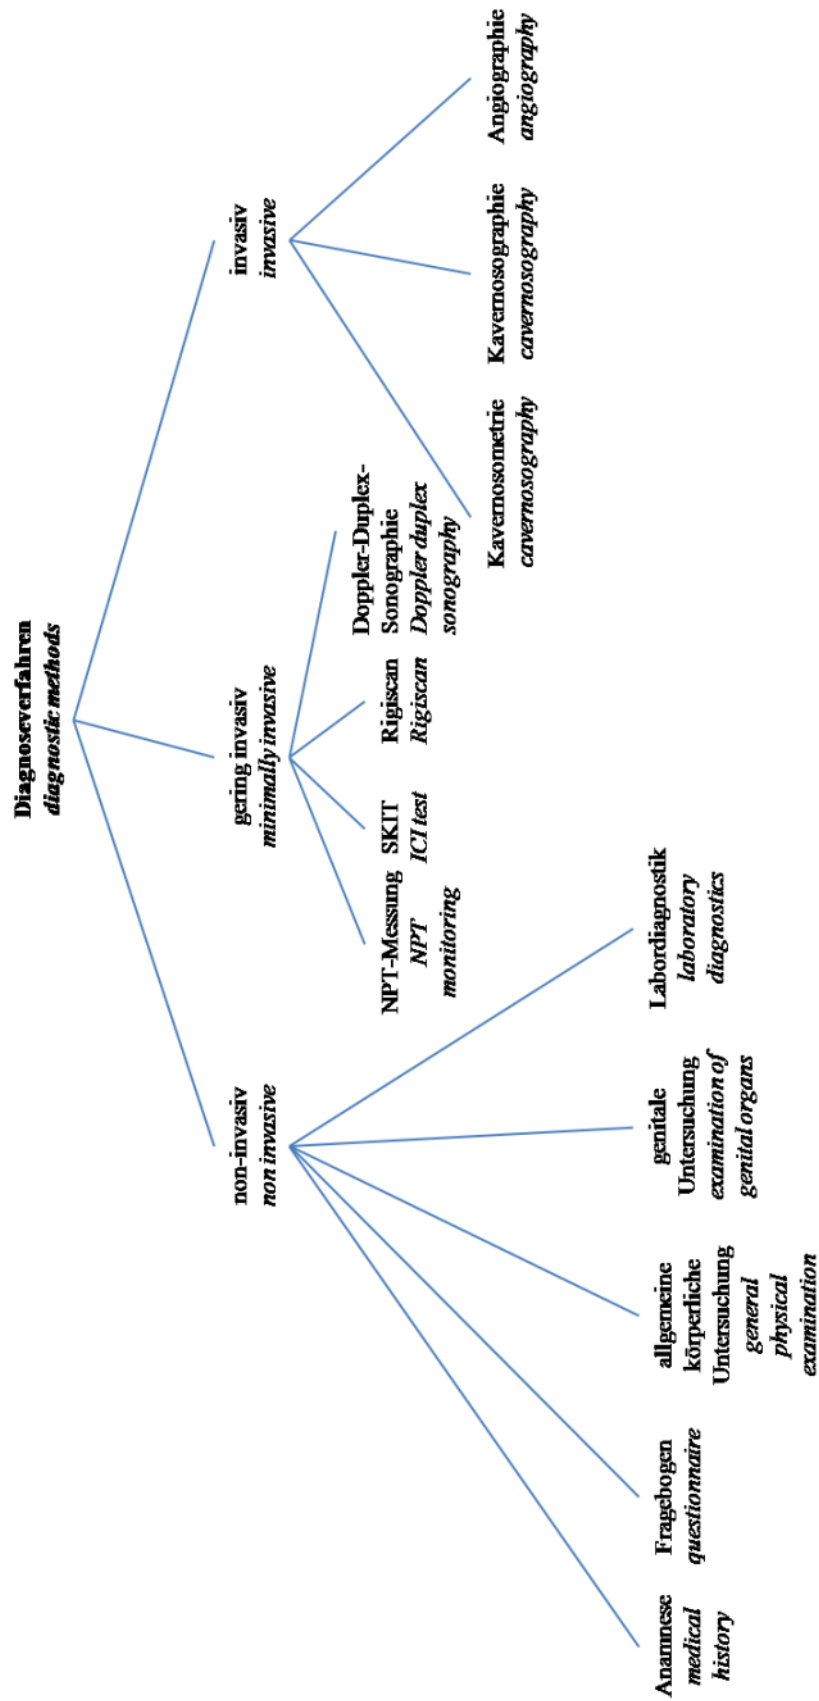 Diagnoseverfahren
diagnostic methods
non-invasiv
non invasive
gering invasiv
minimally invasive
invasiv
invasive
Anamnese
medical
history
Fragebogen
questionnaire
allgemeine
körperliche
Untersuchung
general
physical
examination
genitale
Untersuchung
examination of
genital organs
Labordiagnostik
laboratory
diagnostics
NPT-Messung
NPT
monitoring
SKIT
ICI test
Rigiscan
Rigiscan
Doppler-Duplex-
Sonographie
Doppler duplex
sonography
Kavernosometrie
cavernosography
Kavernosographie
cavernosography
Angiographie
angiography